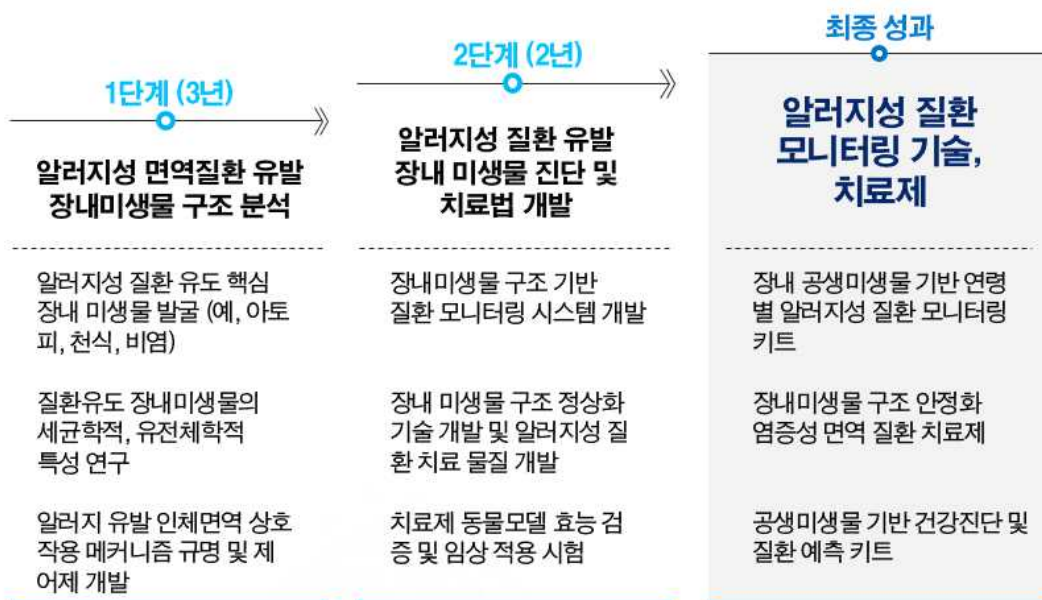 1단계 (3년)
알러지성 면역질환 유발
장내미생물 구조 분석
알러지성 질환 유도 핵심
장내 미생물 발굴 (예, 아토
피, 천식, 비염)
질환유도 장내미생물의
세균학적, 유전체학적
특성 연구
알러지 유발 인체면역 상호
작용 메커니즘 규명 및 제
어제 개발
2단계 (2년)
알러지성 질환 유발
장내 미생물 진단 및
치료법 개발
장내미생물 구조 기반
질환 모니터링 시스템 개발
장내 미생물 구조 정상화
기술 개발 및 알러지성 질
환 치료 물질 개발
치료제 동물모델 효능 검
증 및 임상 적용 시험
최종 성과
알러지성 질환
모니터링 기술,
치료제
장내 공생미생물 기반 연령
별 알러지성 질환 모니터링
키트
장내미생물 구조 안정화
염증성 면역 질환 치료제
공생미생물 기반 건강진단 및
질환 예측 키트